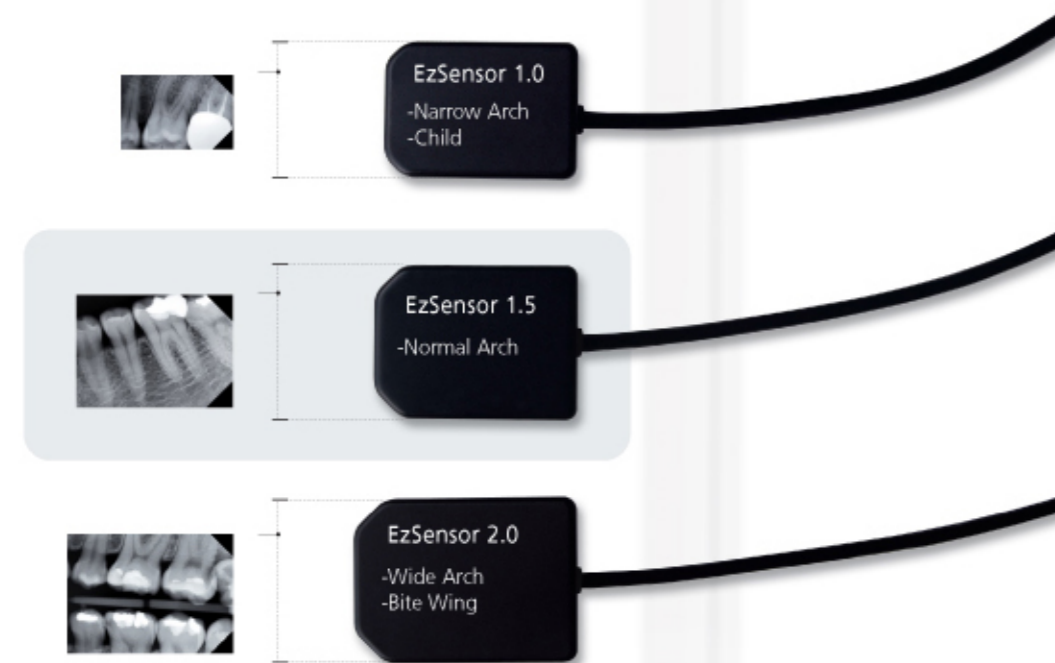 EzSensor 1.0
-Narrow Arch
-Child
EzSensor 1.5
-Normal Arch
EzSensor 2.0
-Wide Arch
-Bite Wing